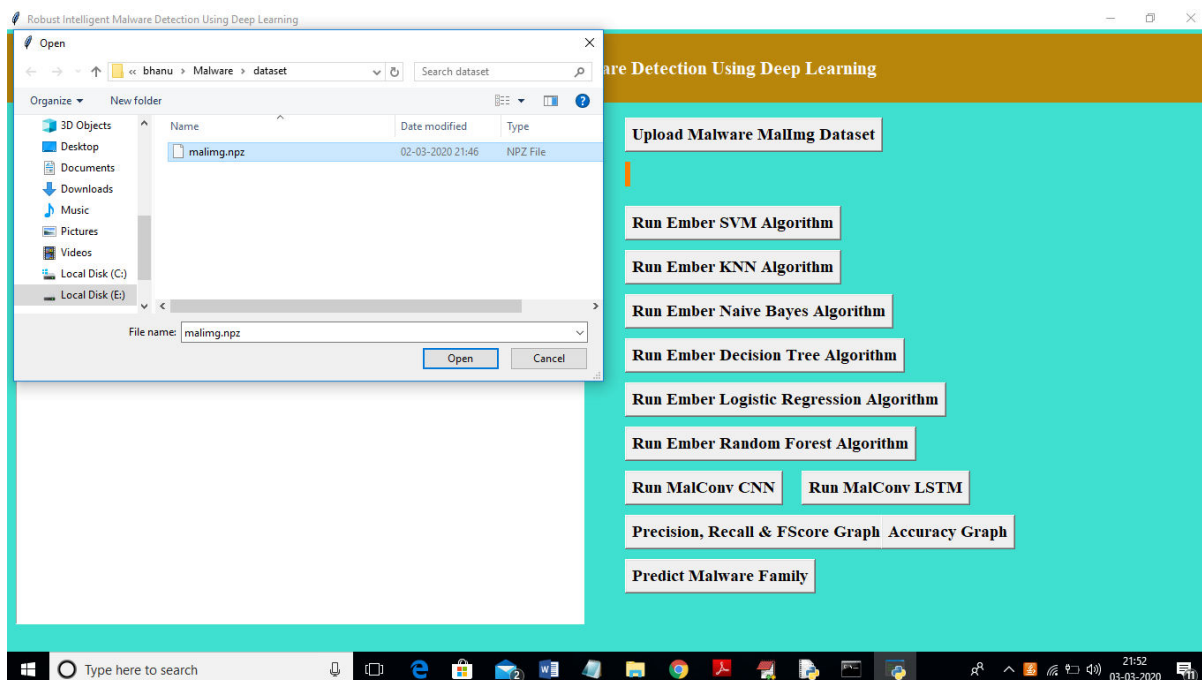 Robust Intelligent Malware Detection Using Deep Learning
Open
« bhanu › Malware › dataset
Search dataset
Organize
New folder
3D Objects
Desktop
Documents
Downloads
Music
Pictures
Videos
Local Disk (C:)
Local Disk (E:)
Name
Date modified
Type
malimg.npz
02-03-2020 21:46
NPZ File
File name:
malimg.npz
Open
Cancel
re Detection Using Deep Learning
Upload Malware MalImg Dataset
Run Ember SVM Algorithm
Run Ember KNN Algorithm
Run Ember Naive Bayes Algorithm
Run Ember Decision Tree Algorithm
Run Ember Logistic Regression Algorithm
Run Ember Random Forest Algorithm
Run MalConv CNN
Run MalConv LSTM
Precision, Recall & FScore Graph
Accuracy Graph
Predict Malware Family
Type here to search
2
21:52
03-03-2020